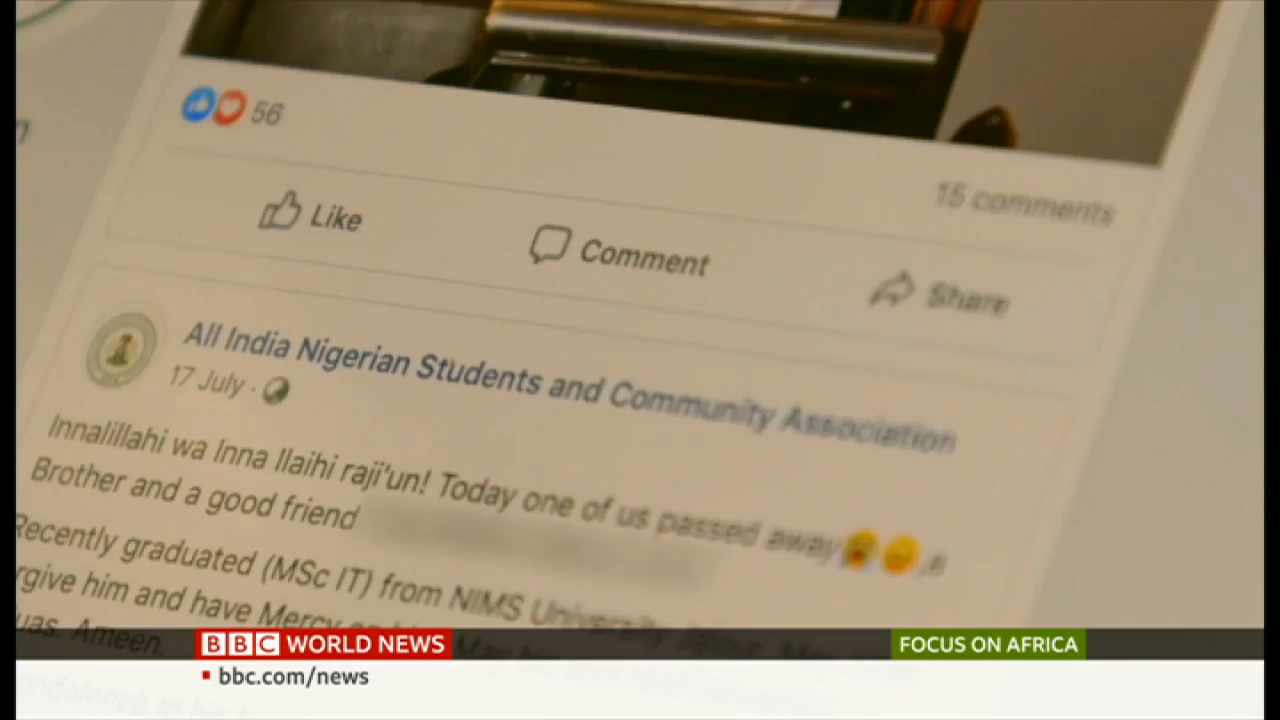 56
15 comments
Like
Comment
Share
All India Nigerian Students and Community Association
17 July ·
Innalillahi wa Inna Ilaihi raji'un! Today one of us passed away
Brother and a good friend
Recently graduated (MSc IT) from NIMS University
rgive him and have Mercy
uas. Ameen.
BBC WORLD NEWS
FOCUS ON AFRICA
bbc.com/news